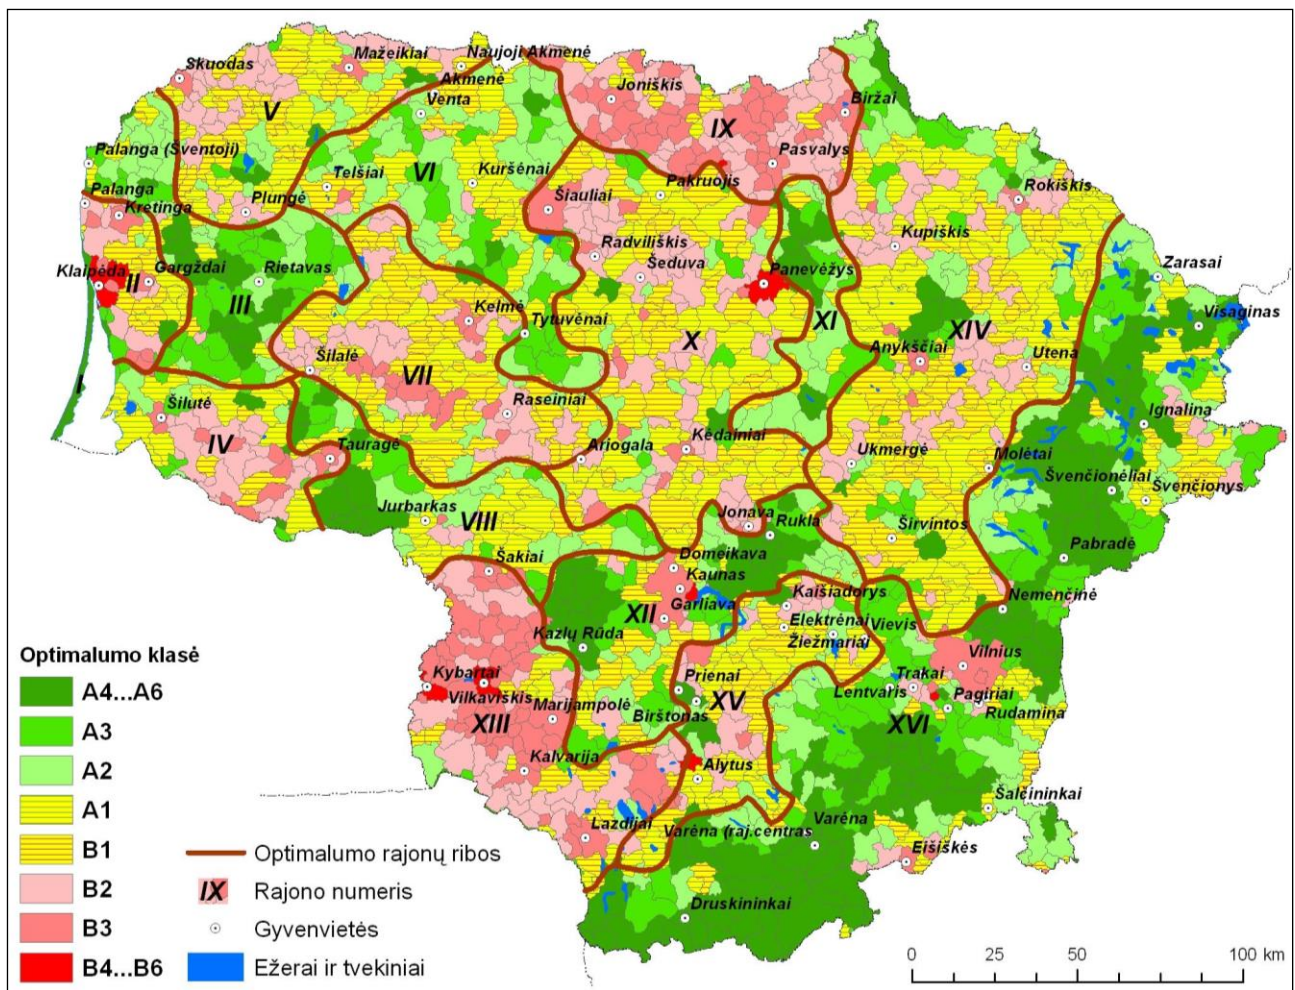 Skuodas
Mažeikiai
Naujoji Akmenė
Akmenė
Venta
V
Joniškis
IX
Biržai
Pasvalys
Palanga (Šventoji)
Telšiai
VI
Kuršėnai
Pakruojis
Rokiškis
Palanga
Kretinga
Plungė
Šiauliai
Kupiškis
Radviliškis
Šeduva
Klaipėda
II
Gargždai
Rietavas
III
Panevėžys
Zarasai
Visaginas
Kelmė
Tytuvėnai
X
XI
XIV
Anykščiai
Utena
I
Šilalė
VII
Šilutė
IV
Raseiniai
Ignalina
Tauragė
Ariogala
Kėdainiai
Ukmergė
Molėtai
Švenčionėliai
Švenčionys
Jurbarkas
VIII
Jonava
Rukla
Širvintos
Pabradė
Šakiai
Domeikava
Kaunas
Garliava
XII
Kaišiadorys
Elektrėnai
Žiežmariai
Vievis
Nemenčinė
Kazlų Rūda
Vilnius
Kybartai
Vilkaviškis
XIII
Marijampolė
Prienai
XV
Birštonas
Trakai
Lentvaris
Pagiriai
Rudamina
XVI
Kalvarija
Alytus
Šalčininkai
Lazdijai
Varėna (raj.centras
Varėna
Eišiškės
Druskininkai
Optimalumo klasė
A4...A6
A3
A2
A1
B1
B2
B3
B4...B6
Optimalumo rajonų ribos
IX Rajono numeris
Gyvenvietės
Ežerai ir tvekiniai
0 25 50 100 km